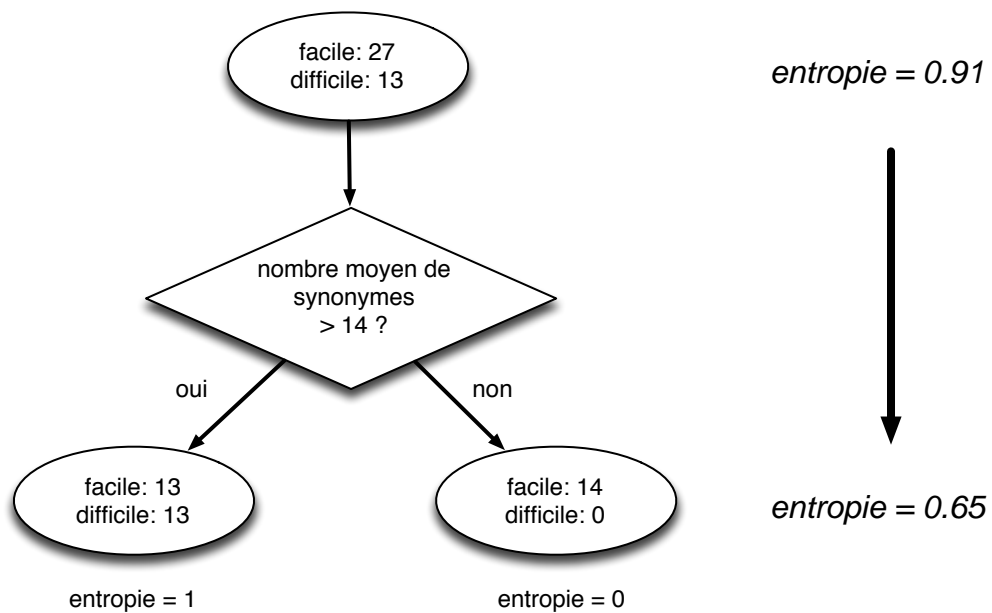 facile: 27
difficile: 13
entropie = 0.91
nombre moyen de
synonymes
> 14 ?
oui
non
facile: 13
difficile: 13
facile: 14
difficile: 0
entropie = 0.65
entropie = 1
entropie = 0